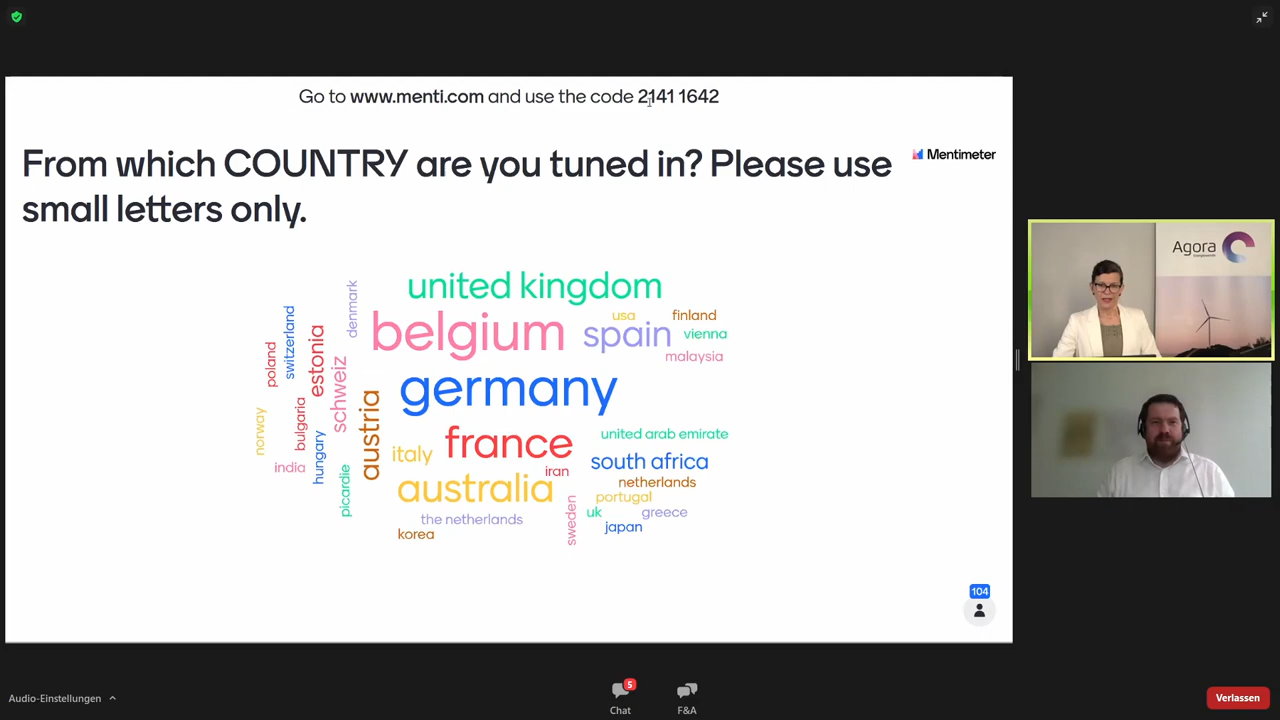 Go to www.menti.com and use the code 2141 1642
From which COUNTRY are you tuned in? Please use
small letters only.
Mentimeter
united kingdom
denmark
switzerland
poland
estonia
schweiz
belgium
usa
finland
spain
vienna
malaysia
germany
norway
bulgaria
hungary
india
picardie
austria
italy
france
iran
united arab emirate
south africa
netherlands
australia
portugal
uk
greece
the netherlands
sweden
japan
korea
104
Agora
Energiewende
Audio-Einstellungen
5
Chat
F&A
Verlassen